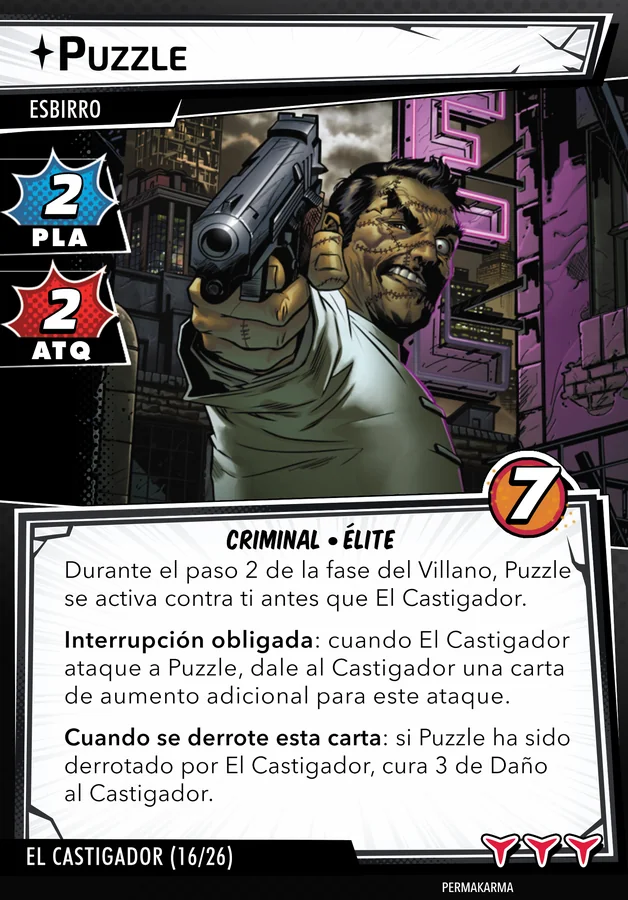 PUZZLE
ESBIRRO
2
PLA
2
ATQ
7
CRIMINAL • ÉLITE
Durante el paso 2 de la fase del Villano, Puzzle
se activa contra ti antes que El Castigador.
Interrupción obligada: cuando El Castigador
ataque a Puzzle, dale al Castigador una carta
de aumento adicional para este ataque.
Cuando se derrote esta carta: si Puzzle ha sido
derrotado por El Castigador, cura 3 de Daño
al Castigador.
EL CASTIGADOR (16/26)
PERMAKARMA